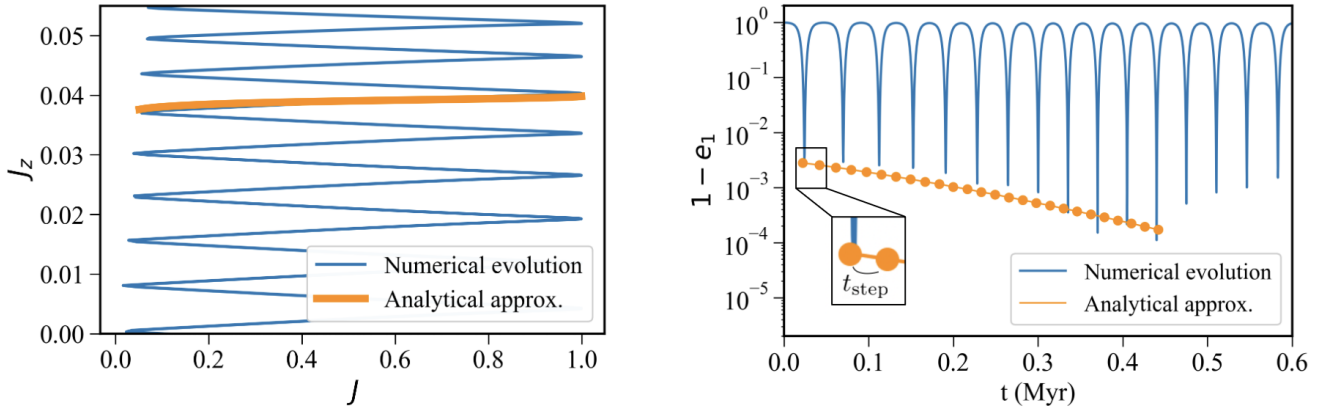 0.05
0.04
0.03
0.02
0.01
0.00
J_z
0.0
0.2
0.4
0.6
0.8
1.0
J
Numerical evolution
Analytical approx.
10^0
10^-1
10^-2
10^-3
10^-4
10^-5
1 − e_1
0.0
0.1
0.2
0.3
0.4
0.5
0.6
t (Myr)
t_step
Numerical evolution
Analytical approx.